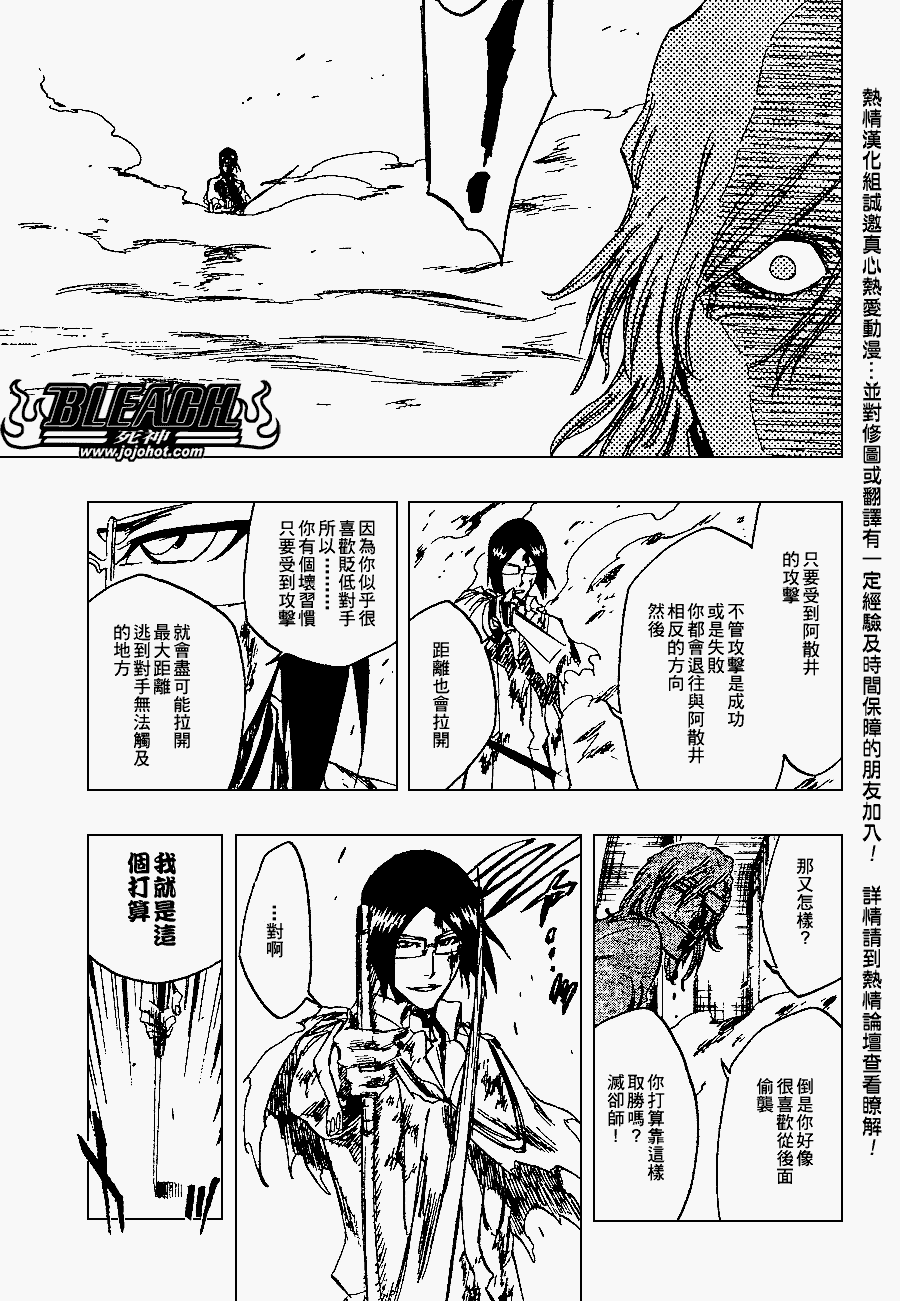 ！
BLEACH
死神
www.jojohot.com
熱情漢化組誠邀真心熱愛動漫…並對修圖或翻譯有一定經驗及時間保障的朋友加入！　詳情請到熱情論壇查看瞭解！
只要受到阿散井
的攻擊
不管攻擊是成功
或是失敗
你都會退往與阿散井
相反的方向
然後
距離也會拉開
因為你似乎很
喜歡貶低對手
所以………
你有個壞習慣
只要受到攻擊
就會盡可能拉開
最大距離
逃到對手無法觸及
的地方
那又怎樣？
倒是你好像
很喜歡從後面
偷襲
你打算靠這樣
取勝嗎？
滅卻師！
…對啊
我就是這
個打算